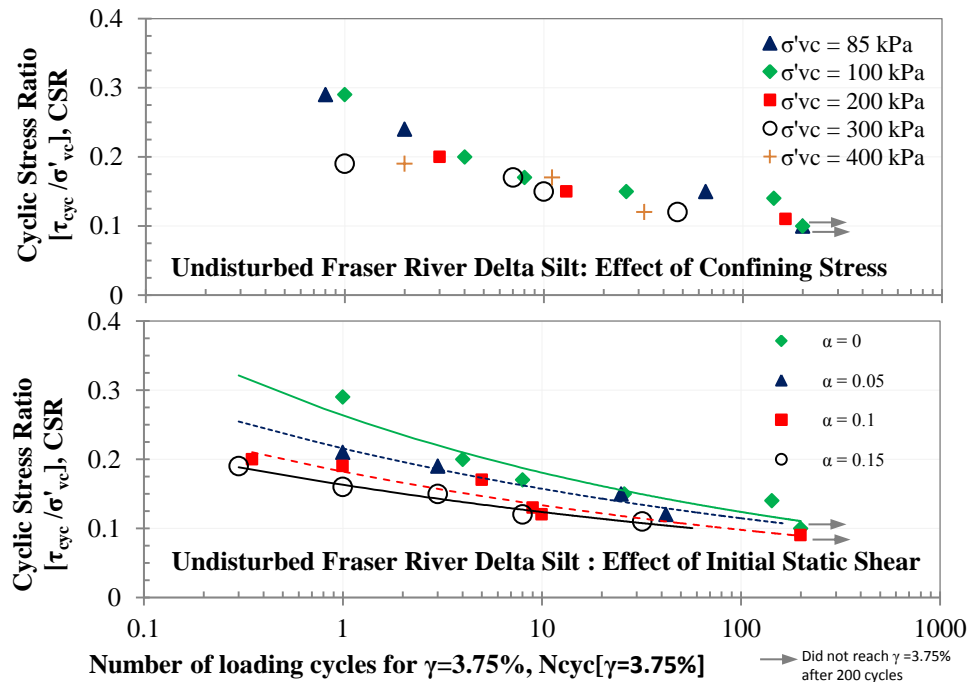 0.4
0.3
0.2
0.1
0
Cyclic Stress Ratio
[τcyc /σ'vc], CSR
σ'vc = 85 kPa
σ'vc = 100 kPa
σ'vc = 200 kPa
σ'vc = 300 kPa
σ'vc = 400 kPa
Undisturbed Fraser River Delta Silt: Effect of Confining Stress
0.4
0.3
0.2
0.1
0
Cyclic Stress Ratio
[τcyc/σ'vc], CSR
α = 0
α = 0.05
α = 0.1
α = 0.15
Undisturbed Fraser River Delta Silt : Effect of Initial Static Shear
0.1 1 10 100 1000
Number of loading cycles for γ=3.75%, Ncyc[γ=3.75%]
Did not reach γ =3.75%
after 200 cycles